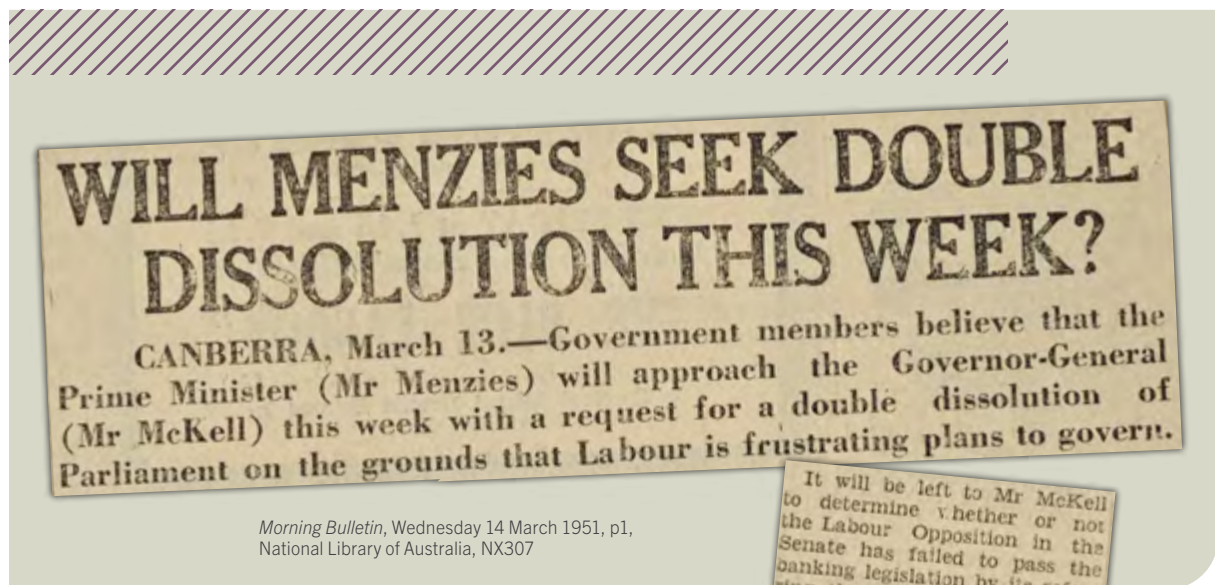 WILL MENZIES SEEK DOUBLE
DISSOLUTION THIS WEEK?
CANBERRA, March 13.—Government members believe that the
Prime Minister (Mr Menzies) will approach the Governor-General
(Mr McKell) this week with a request for a double dissolution of
Parliament on the grounds that Labour is frustrating plans to govern.
It will be left to Mr McKell
to determine whether or not
the Labour Opposition in the
Senate has failed to pass the
banking legislation by its
Morning Bulletin, Wednesday 14 March 1951, p1,
National Library of Australia, NX307